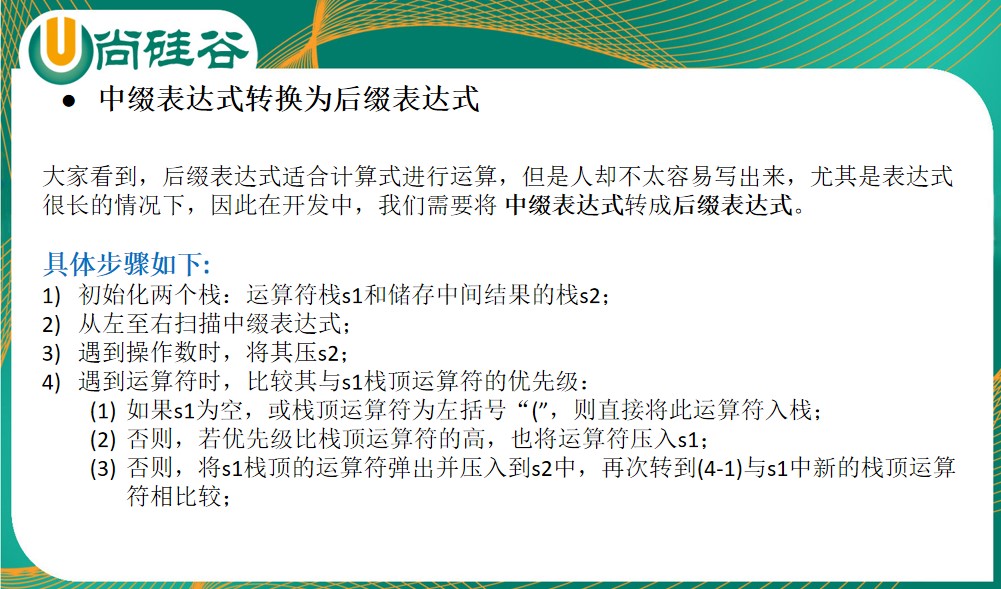 尚硅谷
● 中缀表达式转换为后缀表达式
大家看到，后缀表达式适合计算式进行运算，但是人却不太容易写出来，尤其是表达式
很长的情况下，因此在开发中，我们需要将 中缀表达式转成后缀表达式。
具体步骤如下:
1) 初始化两个栈：运算符栈s1和储存中间结果的栈s2；
2) 从左至右扫描中缀表达式；
3) 遇到操作数时，将其压s2；
4) 遇到运算符时，比较其与s1栈顶运算符的优先级：
(1) 如果s1为空，或栈顶运算符为左括号“(”，则直接将此运算符入栈；
(2) 否则，若优先级比栈顶运算符的高，也将运算符压入s1；
(3) 否则，将s1栈顶的运算符弹出并压入到s2中，再次转到(4-1)与s1中新的栈顶运算
符相比较；